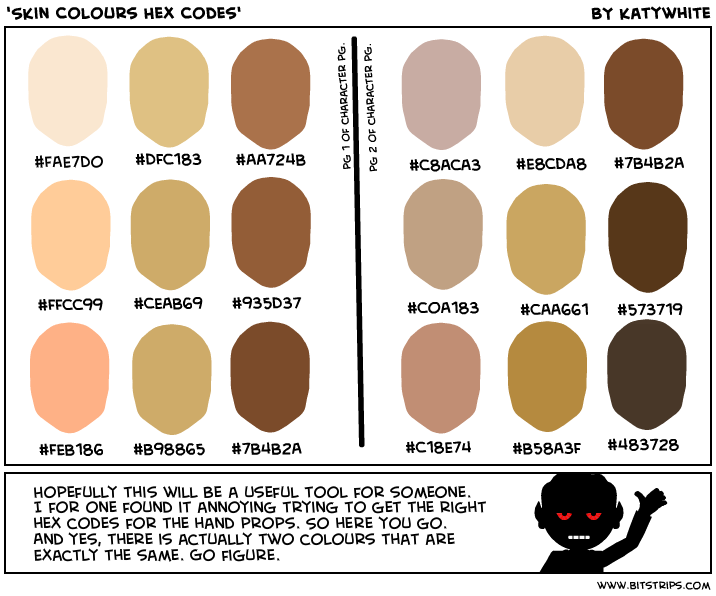 'SKIN COLOURS HEX CODES'
BY KATYWHITE
PG 1 OF CHARACTER PG.
PG 2 OF CHARACTER PG.
#FAE7D0 #DFC183 #AA724B
#C8ACA3 #E8CDA8 #7B4B2A
#FFCC99 #CEAB69 #935D37
#C0A183 #CAA661 #573719
#FEB186 #B98865 #7B4B2A
#C18E74 #B58A3F #483728
HOPEFULLY THIS WILL BE A USEFUL TOOL FOR SOMEONE.
I FOR ONE FOUND IT ANNOYING TRYING TO GET THE RIGHT
HEX CODES FOR THE HAND PROPS. SO HERE YOU GO.
AND YES, THERE IS ACTUALLY TWO COLOURS THAT ARE
EXACTLY THE SAME. GO FIGURE.
WWW.BITSTRIPS.COM